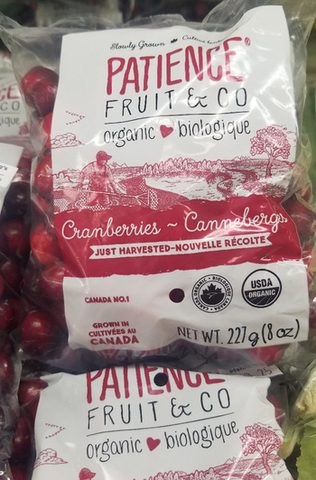 Slowly Grown
PATIENCE
FRUIT & CO
organic biologique
Cranberries ~ Canneberges
JUST HARVESTED-NOUVELLE RÉCOLTE
CANADA NO.1
GROWN IN
CULTIVÉES AU
CANADA
USDA
ORGANIC
NET WT. 227g (8 oz)
PATIENCE
FRUIT & CO
organic biologique